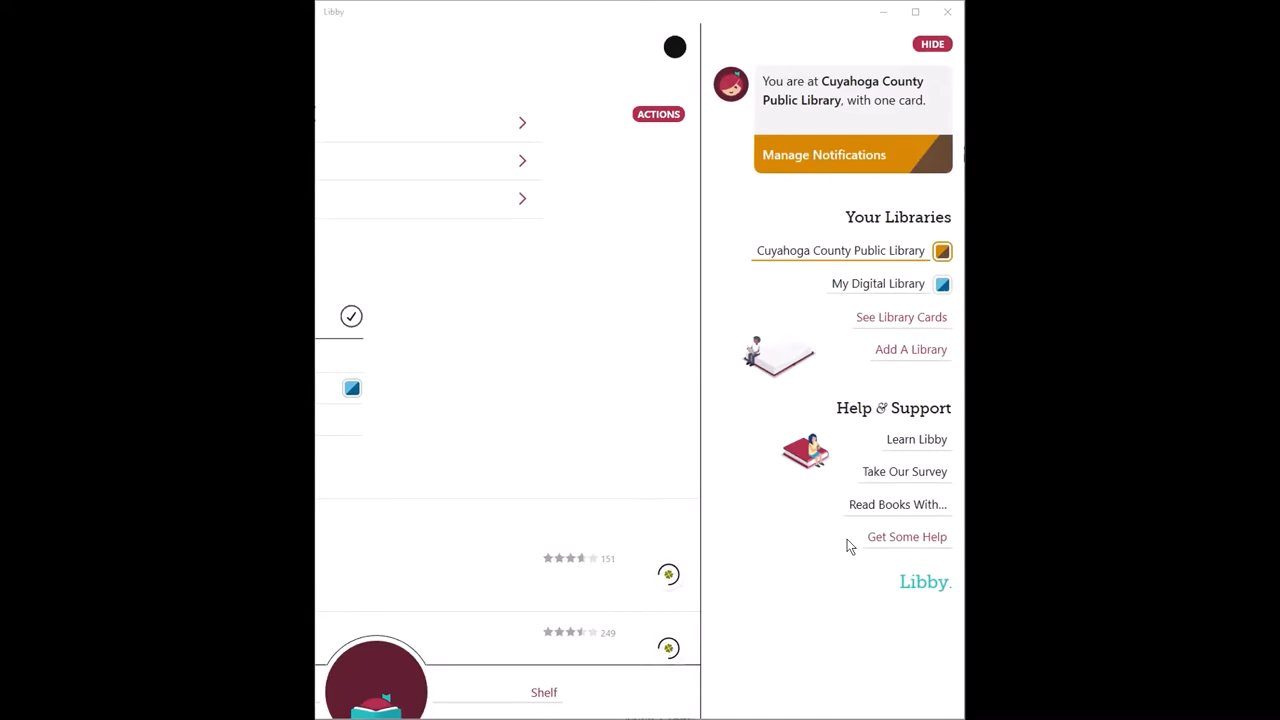 Libby
HIDE
You are at Cuyahoga County
Public Library, with one card.
Manage Notifications
ACTIONS
Your Libraries
Cuyahoga County Public Library
My Digital Library
See Library Cards
Add A Library
Help & Support
Learn Libby
Take Our Survey
Read Books With...
Get Some Help
Libby.
151
249
Shelf